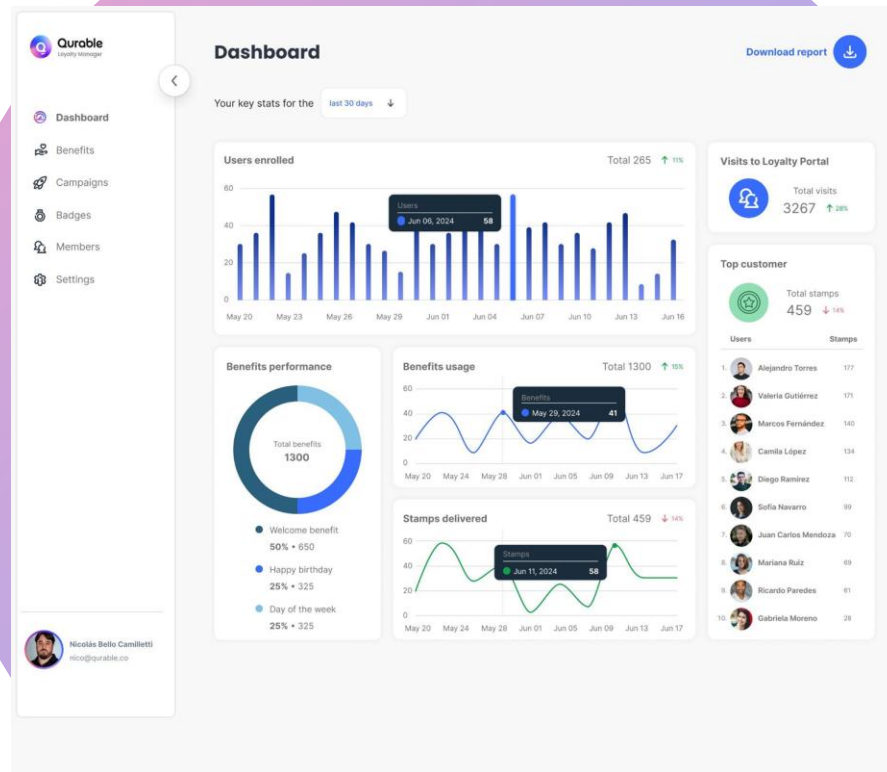 Qurable
Loyalty Manager
Dashboard
Benefits
Campaigns
Badges
Members
Settings
Nicolás Bello Camilletti
nico@qurable.co
Dashboard
Download report
Your key stats for the last 30 days
Users enrolled
Total 265 11%
60
40
20
0
Users
Jun 06, 2024 58
May 20 May 23 May 26 May 29 Jun 01 Jun 04 Jun 07 Jun 10 Jun 13 Jun 16
Visits to Loyalty Portal
Total visits
3267 28%
Benefits performance
Total benefits
1300
Welcome benefit
50% • 650
Happy birthday
25% • 325
Day of the week
25% • 325
Benefits usage
Total 1300 15%
60
40
20
0
Benefits
May 29, 2024 41
May 20 May 24 May 28 Jun 01 Jun 05 Jun 09 Jun 13 Jun 17
Stamps delivered
Total 459 14%
60
40
20
0
Stamps
Jun 11, 2024 58
May 20 May 24 May 28 Jun 01 Jun 05 Jun 09 Jun 13 Jun 17
Top customer
Total stamps
459 14%
Users Stamps
1. Alejandro Torres 177
2. Valeria Gutiérrez 171
3. Marcos Fernández 140
4. Camila López 134
5. Diego Ramírez 112
6. Sofía Navarro 99
7. Juan Carlos Mendoza 70
8. Mariana Ruiz 69
9. Ricardo Paredes 61
10. Gabriela Moreno 28